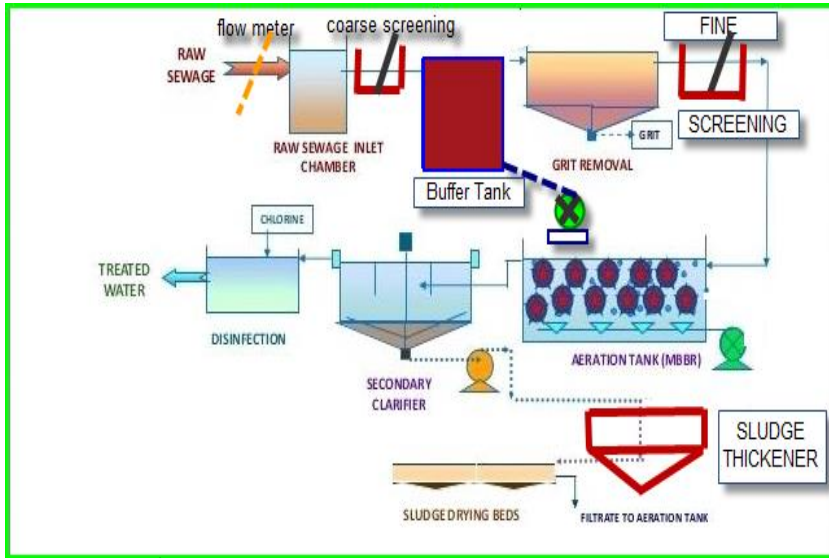 flow meter
coarse screening
FINE
RAW
SEWAGE
SCREENING
GRIT
RAW SEWAGE INLET
CHAMBER
GRIT REMOVAL
Buffer Tank
CHLORINE
TREATED
WATER
DISINFECTION
SECONDARY
CLARIFIER
AERATION TANK (MBBR)
SLUDGE
THICKENER
SLUDGE DRYING BEDS
FILTRATE TO AERATION TANK